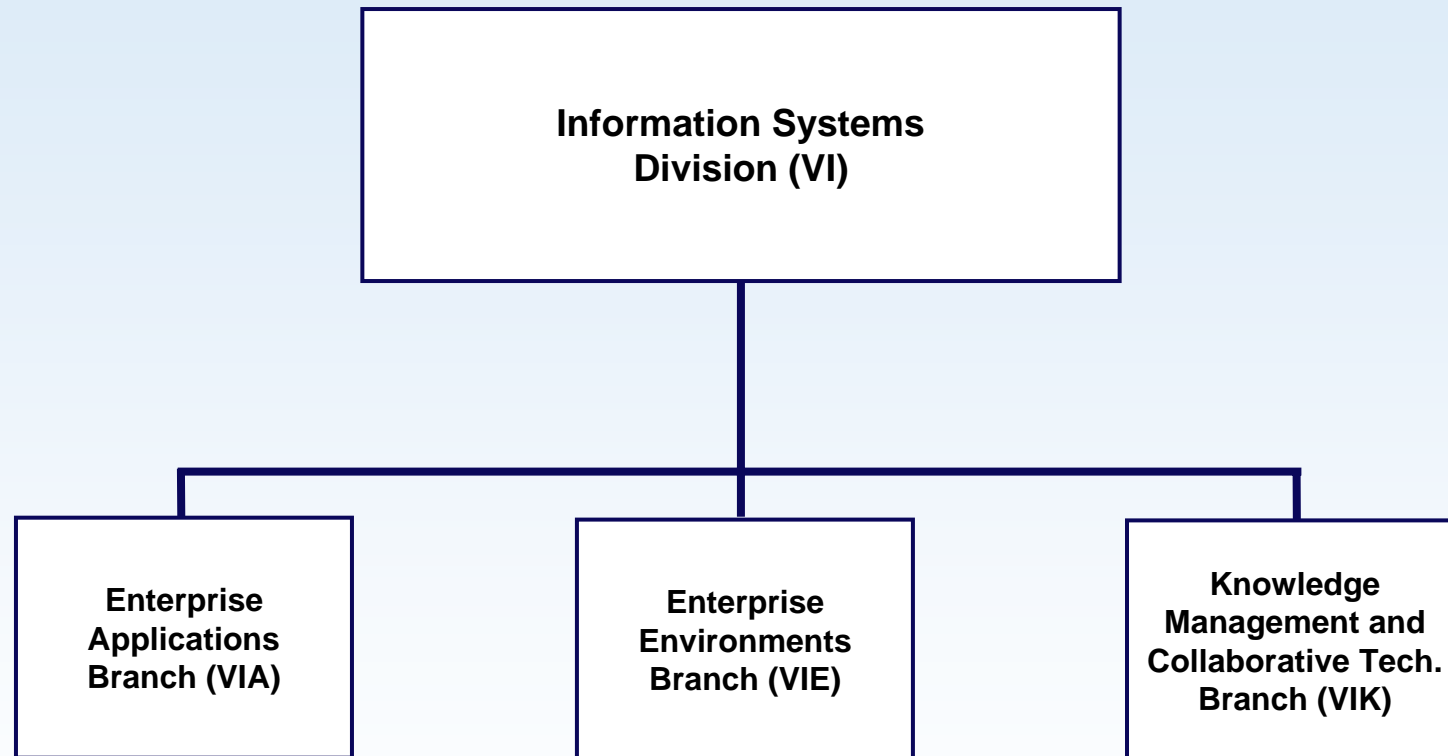 Information Systems
Division (VI)
Enterprise
Applications
Branch (VIA)
Enterprise
Environments
Branch (VIE)
Knowledge
Management and
Collaborative Tech.
Branch (VIK)